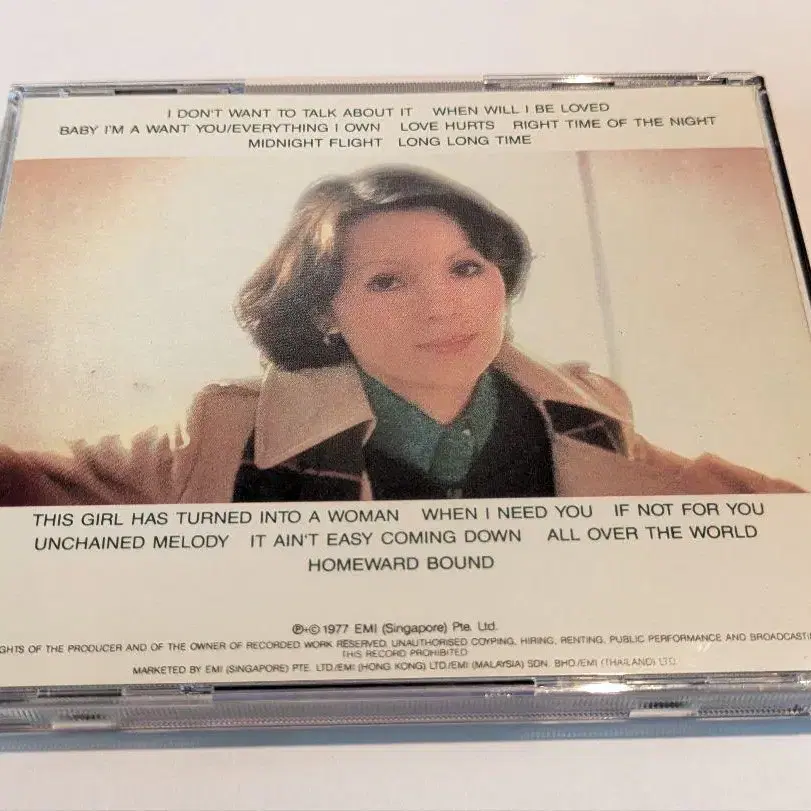 I DON'T WANT TO TALK ABOUT IT WHEN WILL I BE LOVED
BABY I'M A WANT YOU/EVERYTHING I OWN LOVE HURTS RIGHT TIME OF THE NIGHT
MIDNIGHT FLIGHT LONG LONG TIME
THIS GIRL HAS TURNED INTO A WOMAN WHEN I NEED YOU IF NOT FOR YOU
UNCHAINED MELODY IT AIN'T EASY COMING DOWN ALL OVER THE WORLD
HOMEWARD BOUND
℗+© 1977 EMI (Singapore) Pte. Ltd.
GHTS OF THE PRODUCER AND OF THE OWNER OF RECORDED WORK RESERVED, UNAUTHORISED COYPING, HIRING, RENTING, PUBLIC PERFORMANCE AND BROADCASTIN
THIS RECORD PROHIBITED
MARKETED BY EMI (SINGAPORE) PTE. LTD./EMI (HONG KONG) LTD./EMI (MALAYSIA) SDN. BHD./EMI (THAILAND) LTD.